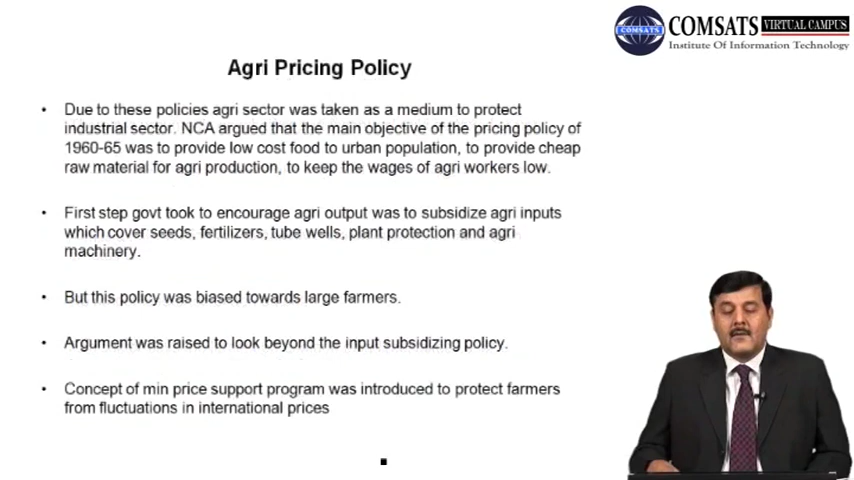 COMSATS
COMSATS VIRTUAL CAMPUS
Institute Of Information Technology
Agri Pricing Policy
• Due to these policies agri sector was taken as a medium to protect
industrial sector. NCA argued that the main objective of the pricing policy of
1960-65 was to provide low cost food to urban population, to provide cheap
raw material for agri production, to keep the wages of agri workers low.
• First step govt took to encourage agri output was to subsidize agri inputs
which cover seeds, fertilizers, tube wells, plant protection and agri
machinery.
• But this policy was biased towards large farmers.
• Argument was raised to look beyond the input subsidizing policy.
• Concept of min price support program was introduced to protect farmers
from fluctuations in international prices